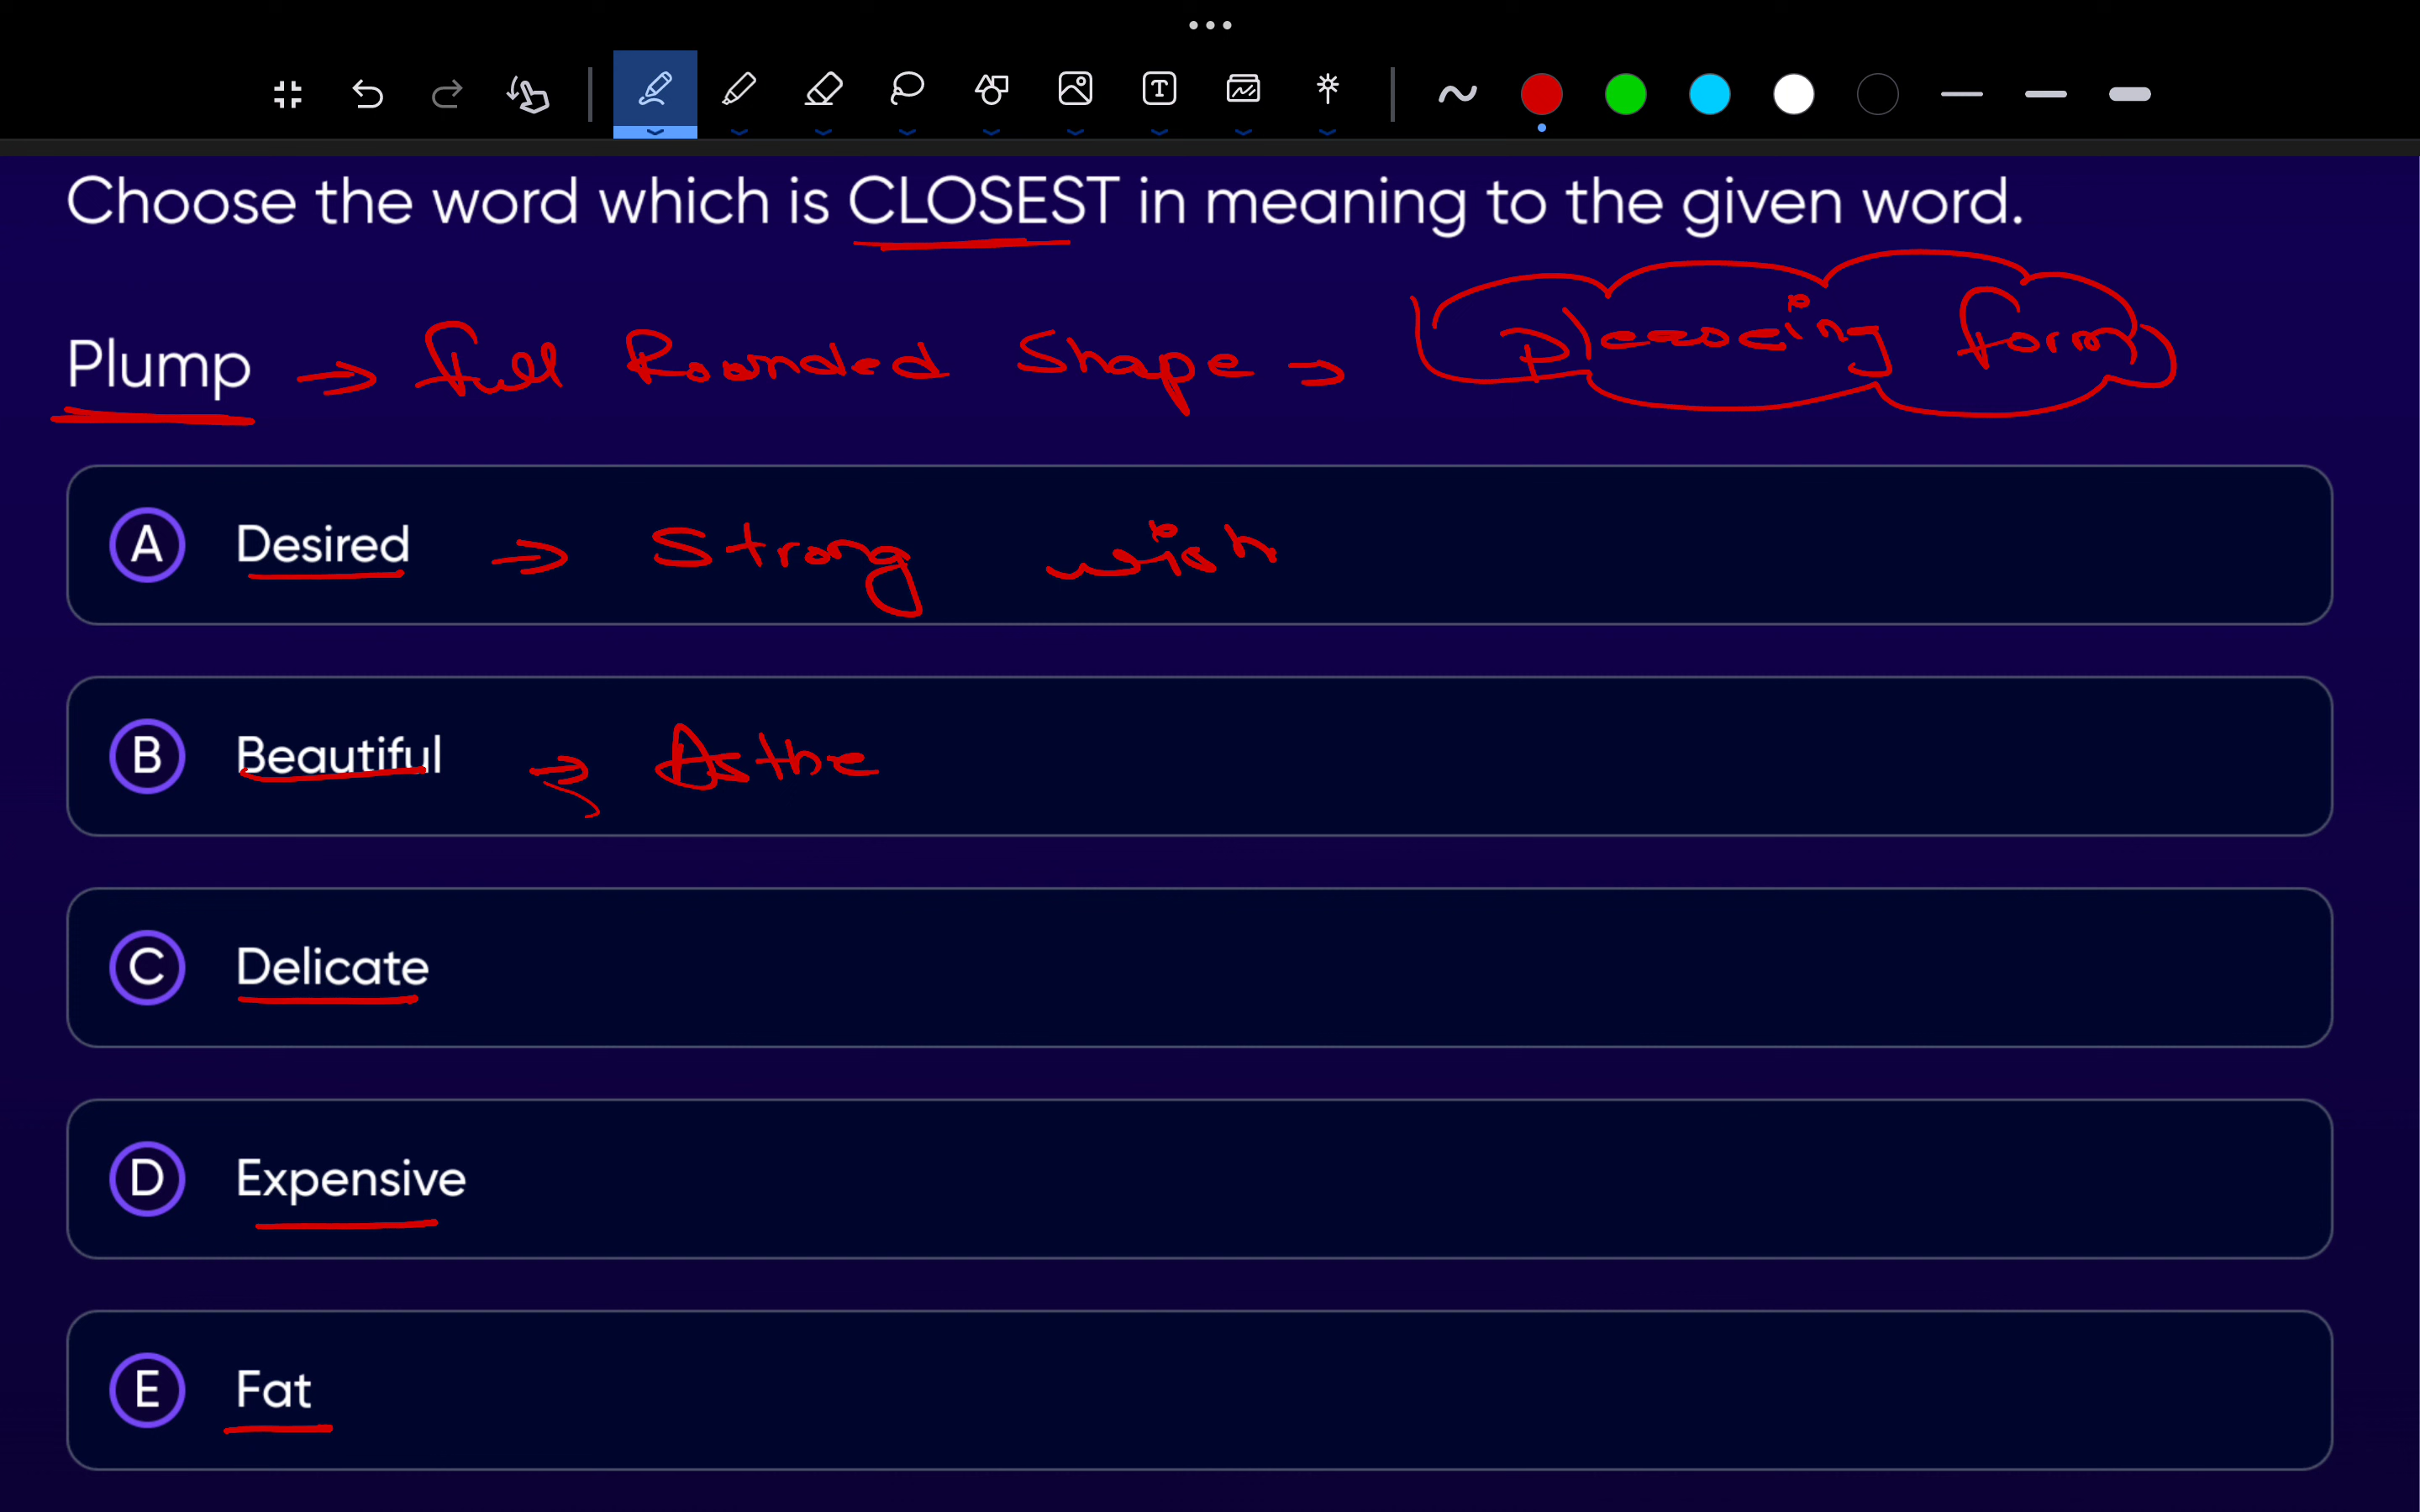 Choose the word which is CLOSEST in meaning to the given word.
Plump ⇒ full Rounded Shape ⇒ Pleasing form
A Desired ⇒ Strong wish
B Beautiful ⇒ Asthe
C Delicate
D Expensive
E Fat